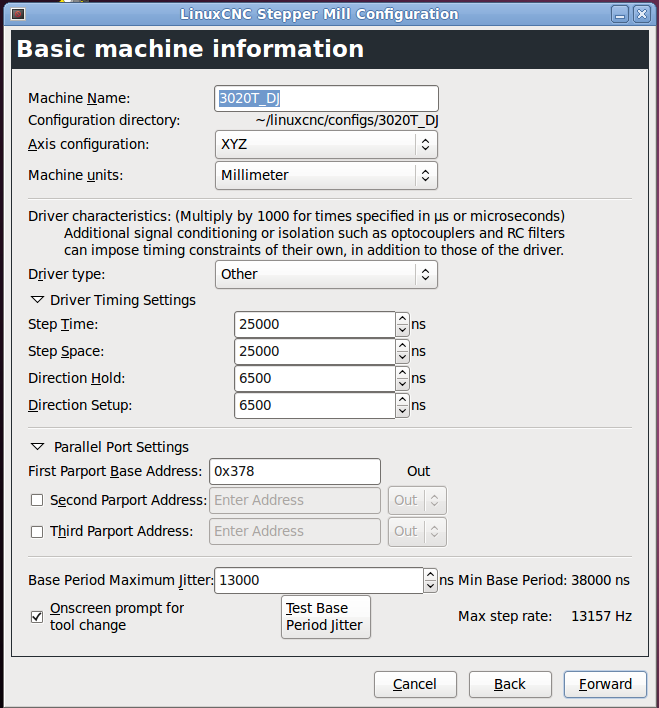 LinuxCNC Stepper Mill Configuration
Basic machine information
Machine Name: 3020T_DJ
Configuration directory: ~/linuxcnc/configs/3020T_DJ
Axis configuration: XYZ
Machine units: Millimeter
Driver characteristics: (Multiply by 1000 for times specified in µs or microseconds)
Additional signal conditioning or isolation such as optocouplers and RC filters
can impose timing constraints of their own, in addition to those of the driver.
Driver type: Other
Driver Timing Settings
Step Time: 25000 ns
Step Space: 25000 ns
Direction Hold: 6500 ns
Direction Setup: 6500 ns
Parallel Port Settings
First Parport Base Address: 0x378 Out
Second Parport Address: Enter Address Out
Third Parport Address: Enter Address Out
Base Period Maximum Jitter: 13000 ns Min Base Period: 38000 ns
Onscreen prompt for
tool change
Test Base
Period Jitter
Max step rate: 13157 Hz
Cancel Back Forward